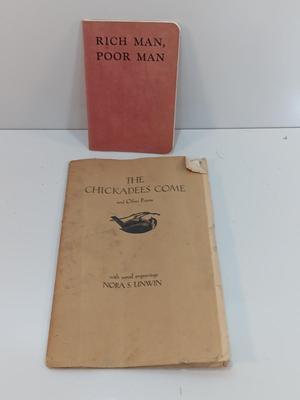 RICH MAN,
POOR MAN
THE
CHICKADEES COME
and Other Poems
with wood engravings
NORA S. UNWIN